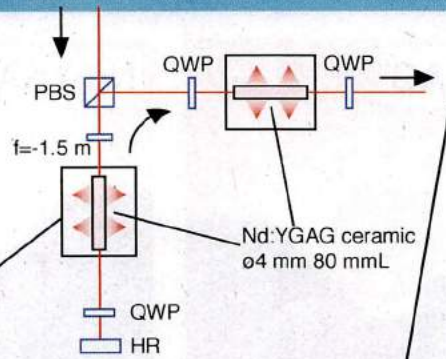 QWP
QWP
PBS
f=-1.5 m
Nd:YGAG ceramic
ø4 mm 80 mmL
QWP
HR